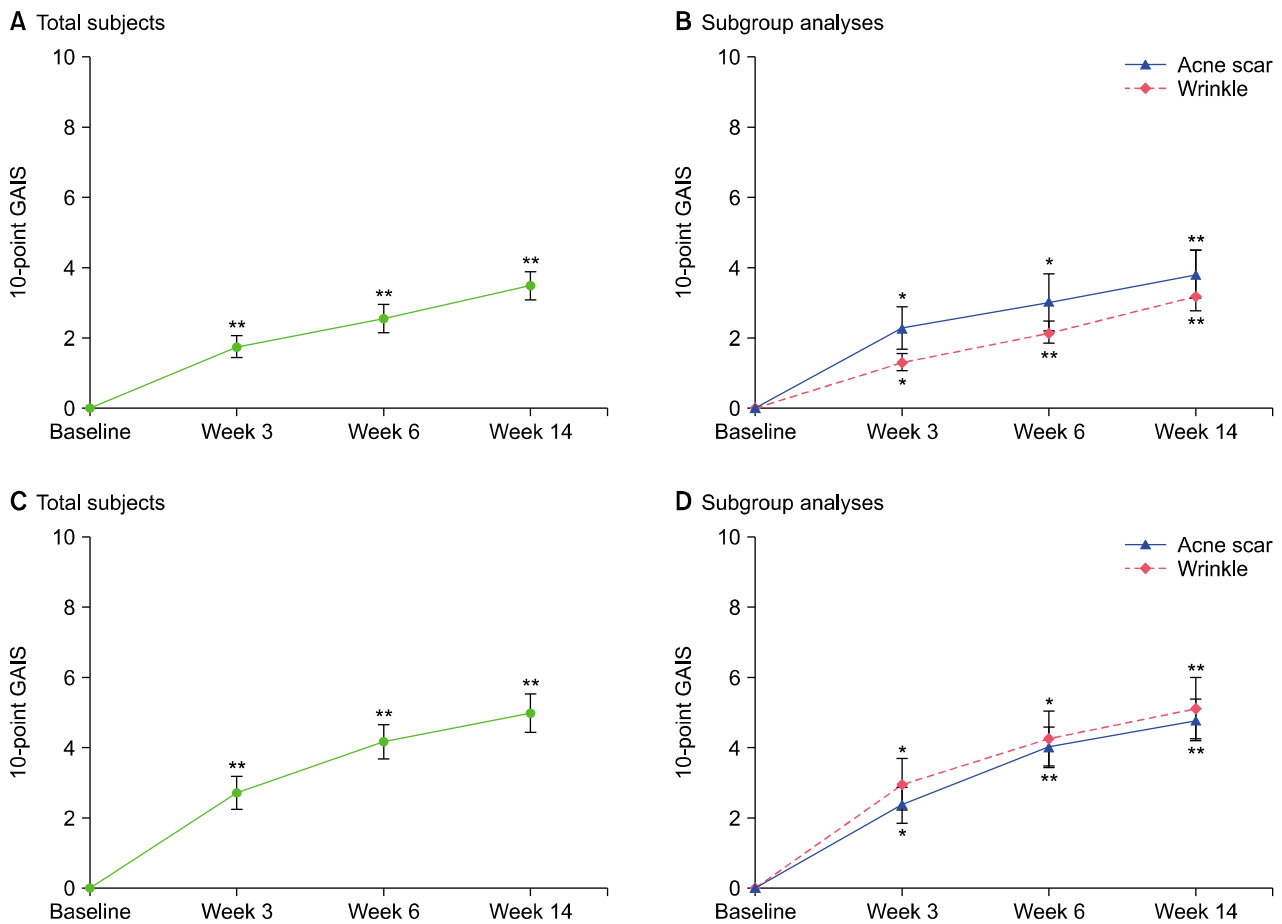 A Total subjects
10
8
6
4
2
0
10-point GAIS
**
**
**
Baseline Week 3 Week 6 Week 14
B Subgroup analyses
Acne scar
Wrinkle
10
8
6
4
2
0
10-point GAIS
*
*
*
**
**
**
Baseline Week 3 Week 6 Week 14
C Total subjects
10
8
6
4
2
0
10-point GAIS
**
**
**
Baseline Week 3 Week 6 Week 14
D Subgroup analyses
Acne scar
Wrinkle
10
8
6
4
2
0
10-point GAIS
*
*
*
**
**
**
Baseline Week 3 Week 6 Week 14